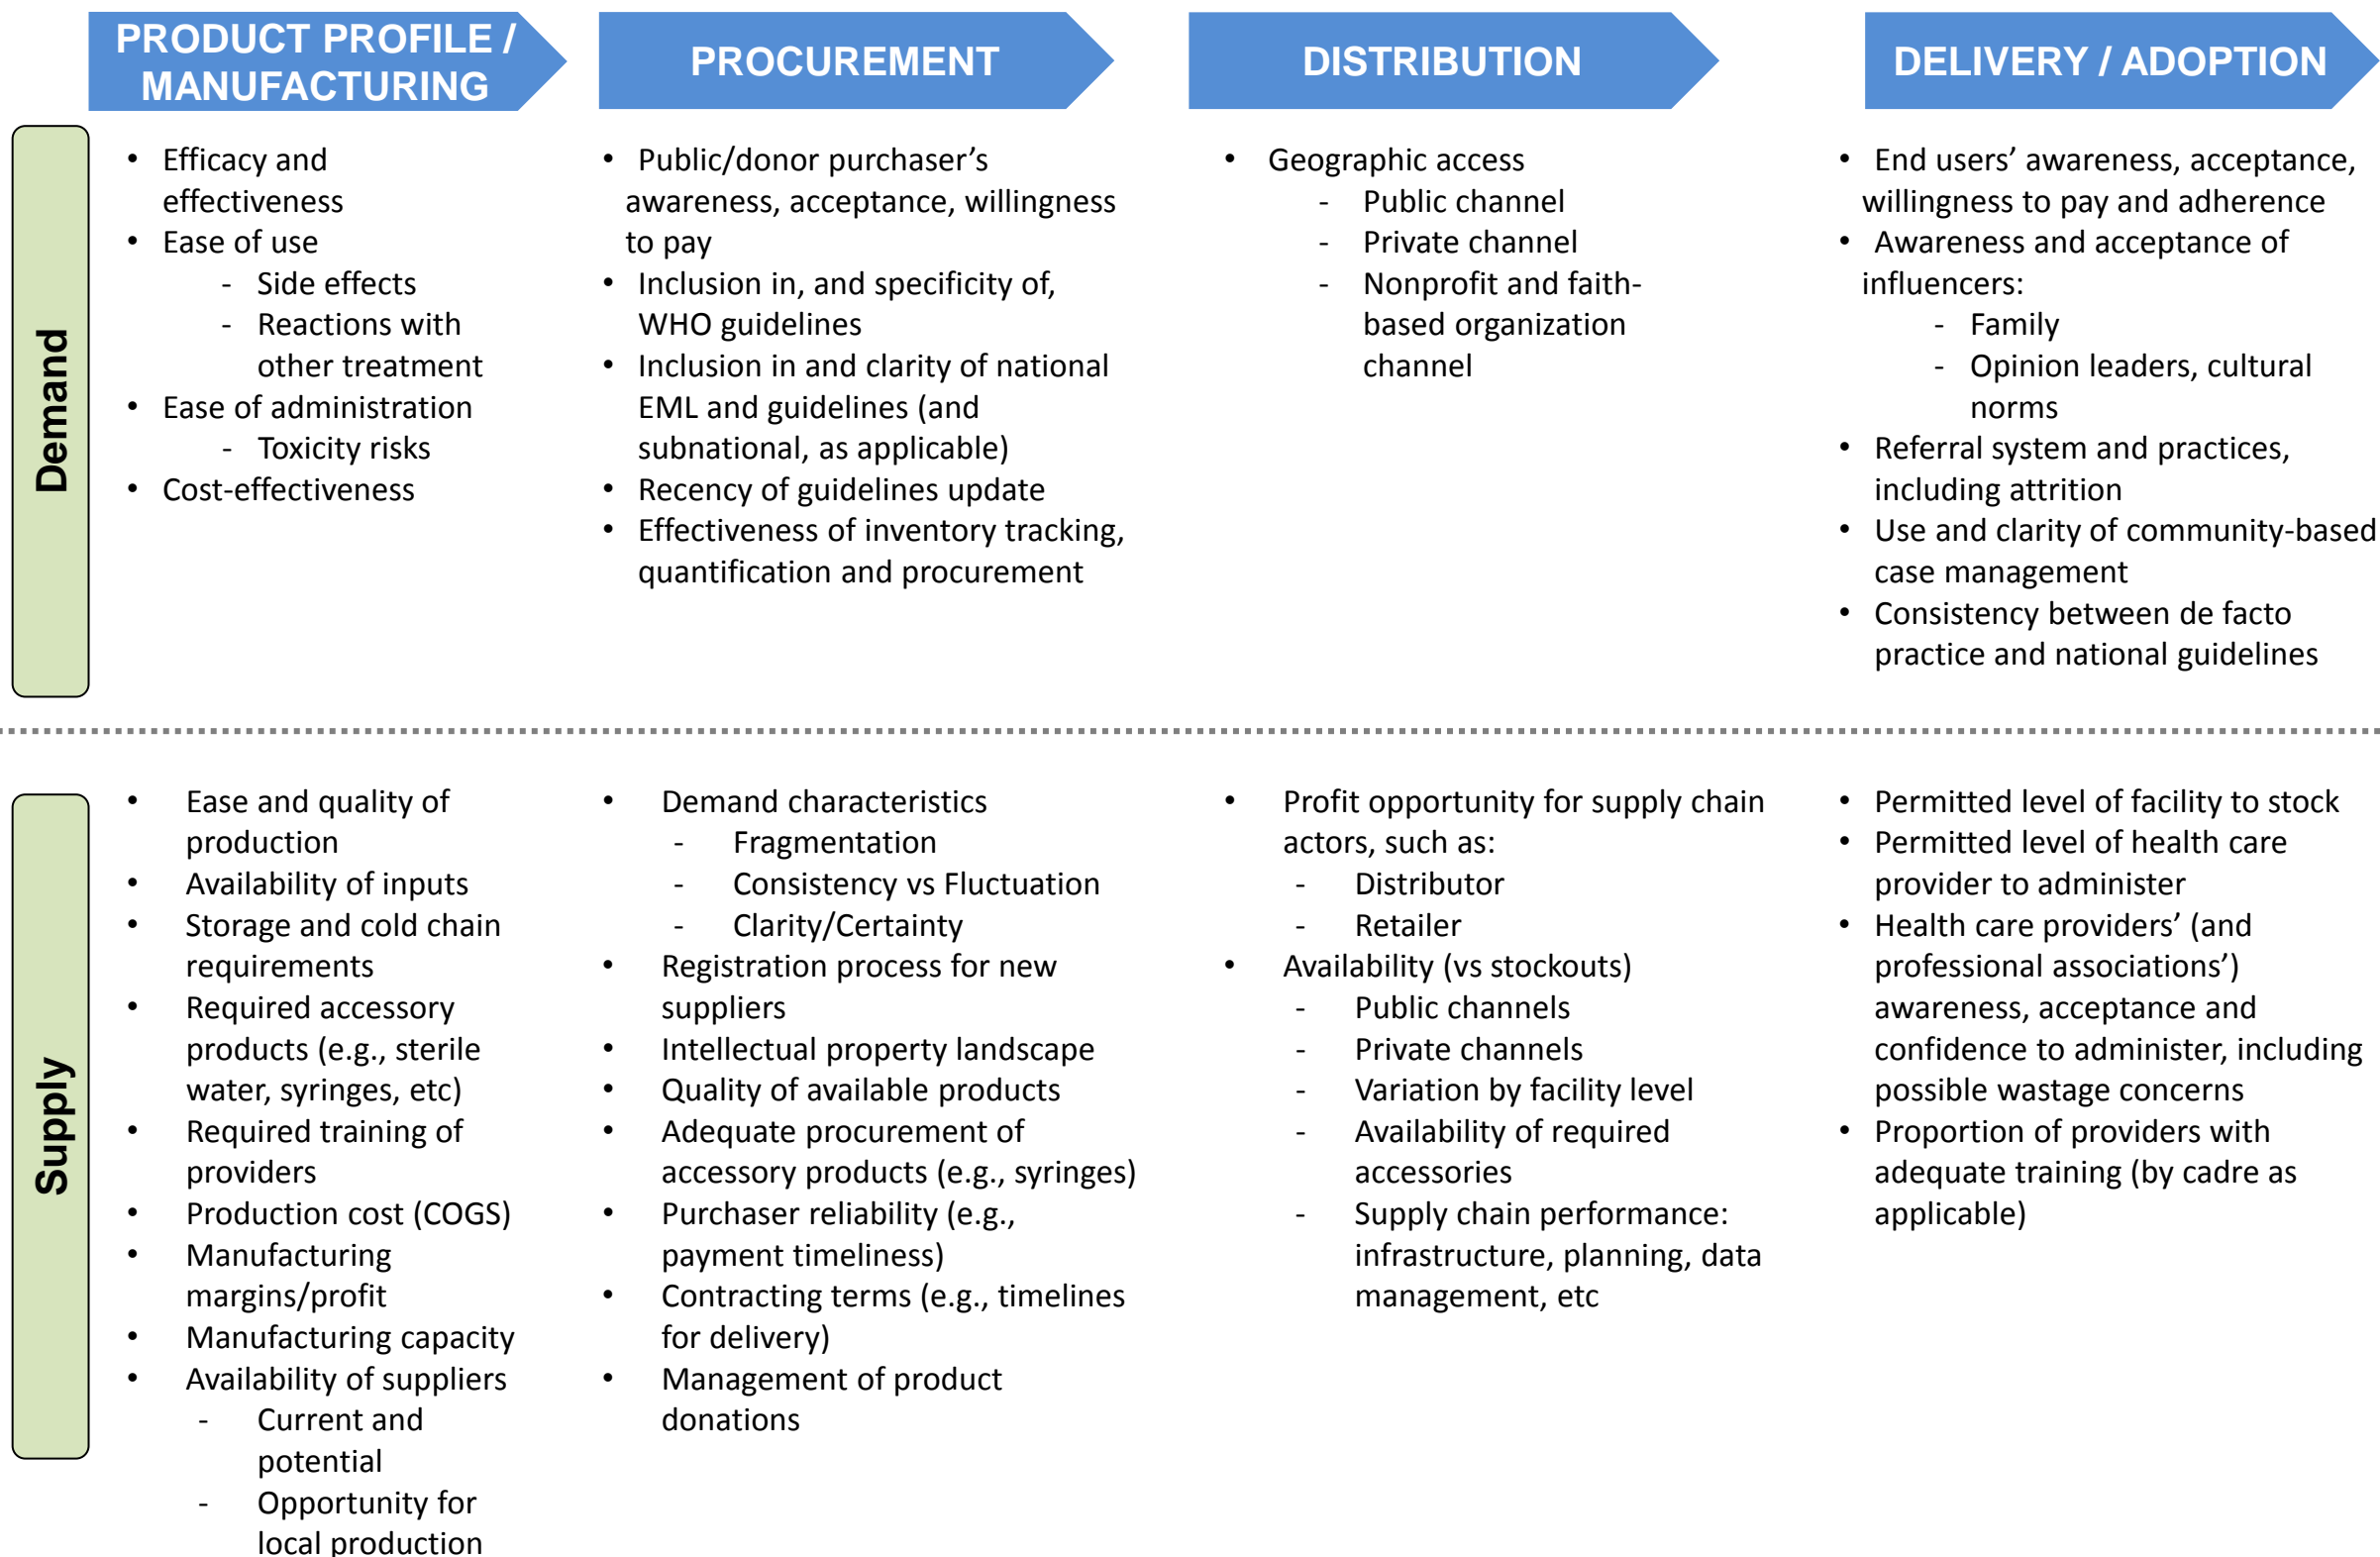 PRODUCT PROFILE /
MANUFACTURING
PROCUREMENT
DISTRIBUTION
DELIVERY / ADOPTION
Demand
• Efficacy and
effectiveness
• Ease of use
- Side effects
- Reactions with
other treatment
• Ease of administration
- Toxicity risks
• Cost-effectiveness
• Public/donor purchaser’s
awareness, acceptance, willingness
to pay
• Inclusion in, and specificity of,
WHO guidelines
• Inclusion in and clarity of national
EML and guidelines (and
subnational, as applicable)
• Recency of guidelines update
• Effectiveness of inventory tracking,
quantification and procurement
• Geographic access
- Public channel
- Private channel
- Nonprofit and faith-
based organization
channel
• End users’ awareness, acceptance,
willingness to pay and adherence
• Awareness and acceptance of
influencers:
- Family
- Opinion leaders, cultural
norms
• Referral system and practices,
including attrition
• Use and clarity of community-based
case management
• Consistency between de facto
practice and national guidelines
Supply
• Ease and quality of
production
• Availability of inputs
• Storage and cold chain
requirements
• Required accessory
products (e.g., sterile
water, syringes, etc)
• Required training of
providers
• Production cost (COGS)
• Manufacturing
margins/profit
• Manufacturing capacity
• Availability of suppliers
- Current and
potential
- Opportunity for
local production
• Demand characteristics
- Fragmentation
- Consistency vs Fluctuation
- Clarity/Certainty
• Registration process for new
suppliers
• Intellectual property landscape
• Quality of available products
• Adequate procurement of
accessory products (e.g., syringes)
• Purchaser reliability (e.g.,
payment timeliness)
• Contracting terms (e.g., timelines
for delivery)
• Management of product
donations
• Profit opportunity for supply chain
actors, such as:
- Distributor
- Retailer
• Availability (vs stockouts)
- Public channels
- Private channels
- Variation by facility level
- Availability of required
accessories
- Supply chain performance:
infrastructure, planning, data
management, etc
• Permitted level of facility to stock
• Permitted level of health care
provider to administer
• Health care providers’ (and
professional associations’)
awareness, acceptance and
confidence to administer, including
possible wastage concerns
• Proportion of providers with
adequate training (by cadre as
applicable)